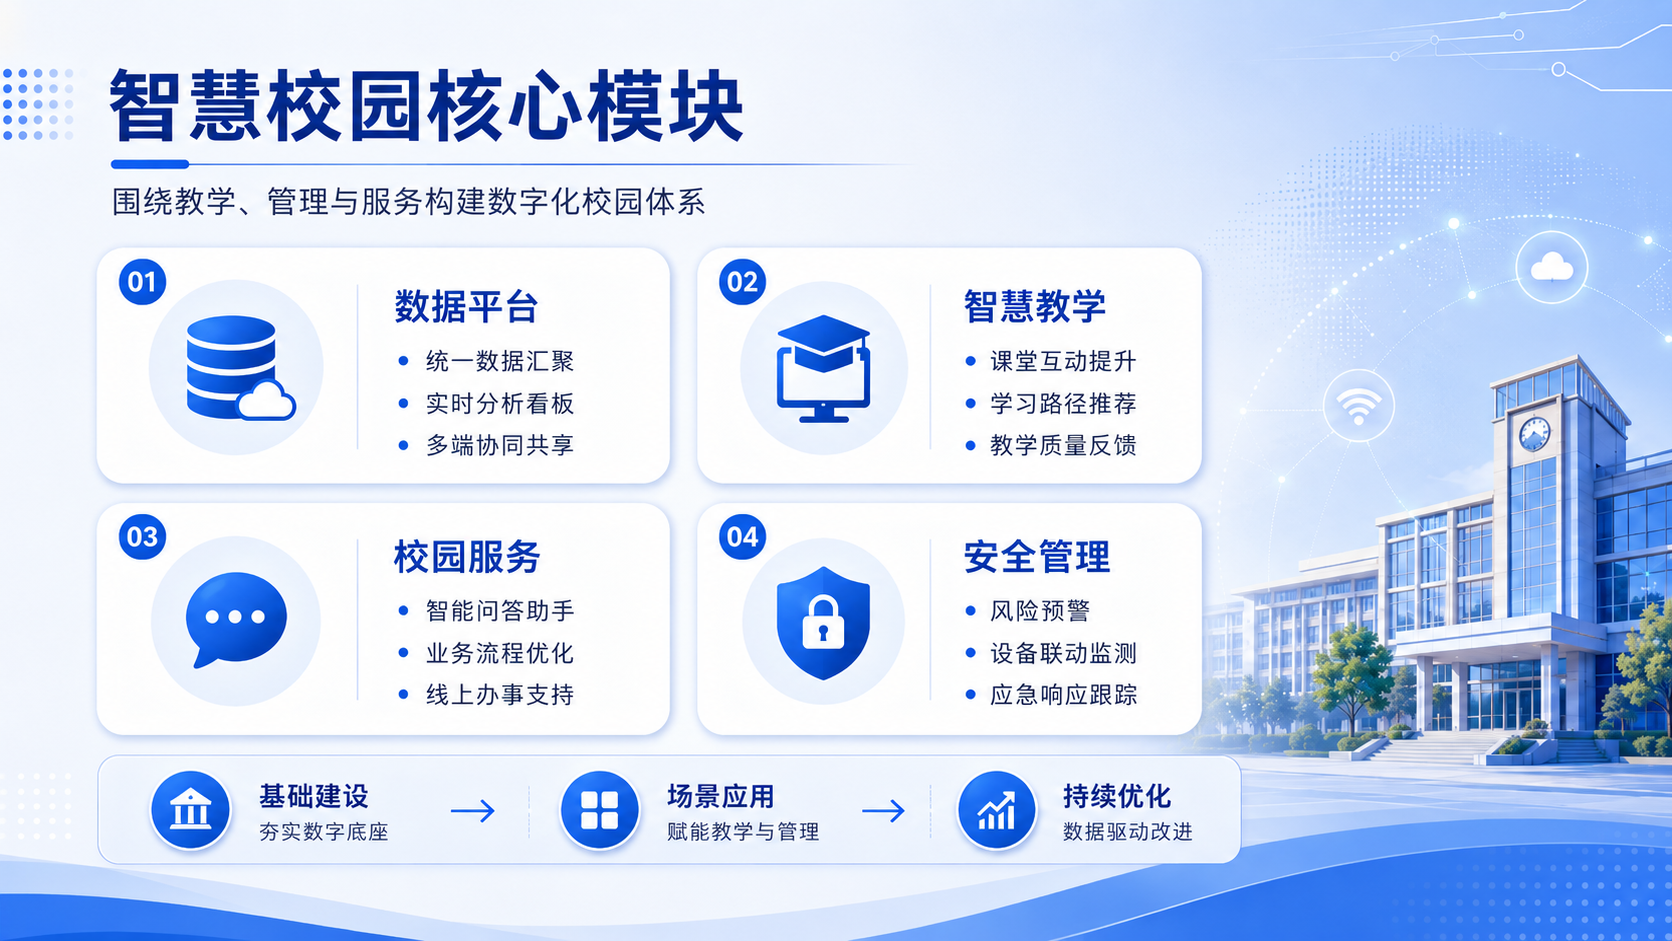 智慧校园核心模块
围绕教学、管理与服务构建数字化校园体系
01
数据平台
统一数据汇聚
实时分析看板
多端协同共享
02
智慧教学
课堂互动提升
学习路径推荐
教学质量反馈
03
校园服务
智能问答助手
业务流程优化
线上办事支持
04
安全管理
风险预警
设备联动监测
应急响应跟踪
基础建设
夯实数字底座
场景应用
赋能教学与管理
持续优化
数据驱动改进